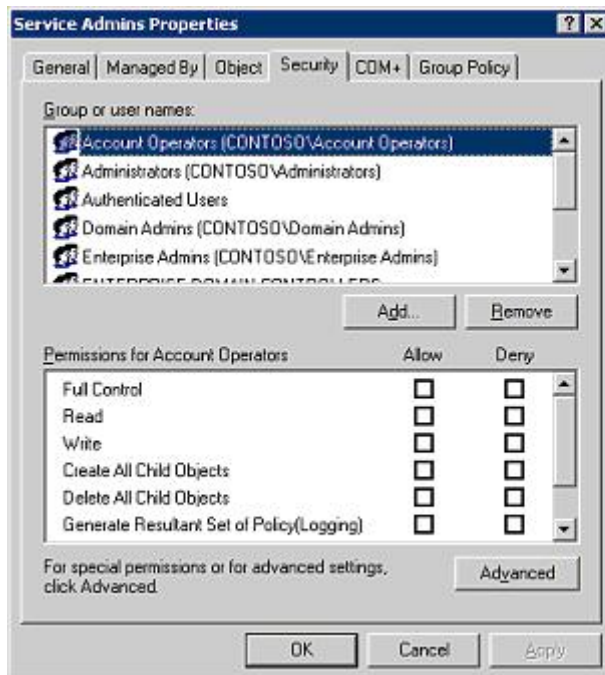 Service Admins Properties
General Managed By Object Security COM+ Group Policy
Group or user names:
Account Operators (CONTOSO\Account Operators)
Administrators (CONTOSO\Administrators)
Authenticated Users
Domain Admins (CONTOSO\Domain Admins)
Enterprise Admins (CONTOSO\Enterprise Admins)
ENTERPRISE DOMAIN CONTROLLERS
Add... Remove
Permissions for Account Operators Allow Deny
Full Control
Read
Write
Create All Child Objects
Delete All Child Objects
Generate Resultant Set of Policy(Logging)
For special permissions or for advanced settings,
click Advanced.
Advanced
OK Cancel Apply